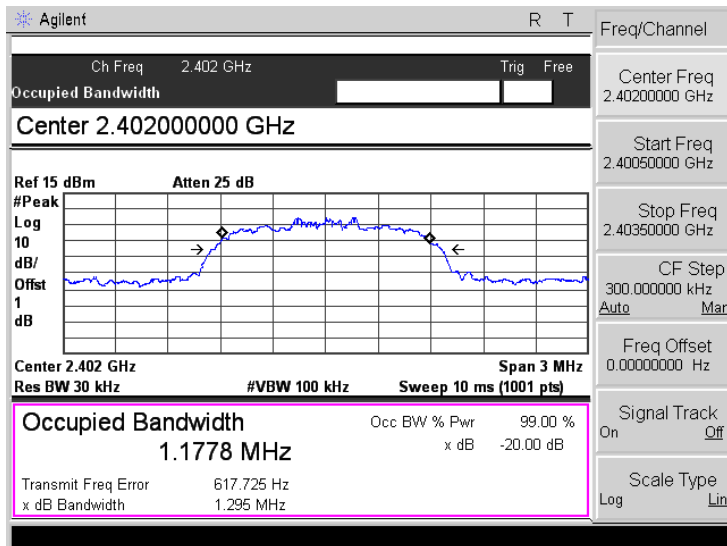 Agilent R T
Ch Freq 2.402 GHz Trig Free
Occupied Bandwidth
Center 2.402000000 GHz
Ref 15 dBm Atten 25 dB
#Peak
Log
10
dB/
Offst
1
dB
Center 2.402 GHz Span 3 MHz
Res BW 30 kHz #VBW 100 kHz Sweep 10 ms (1001 pts)
Occupied Bandwidth
1.1778 MHz
Occ BW % Pwr 99.00 %
x dB -20.00 dB
Transmit Freq Error 617.725 Hz
x dB Bandwidth 1.295 MHz
Freq/Channel
Center Freq
2.40200000 GHz
Start Freq
2.40050000 GHz
Stop Freq
2.40350000 GHz
CF Step
300.000000 kHz
Auto Man
Freq Offset
0.00000000 Hz
Signal Track
On Off
Scale Type
Log Lin